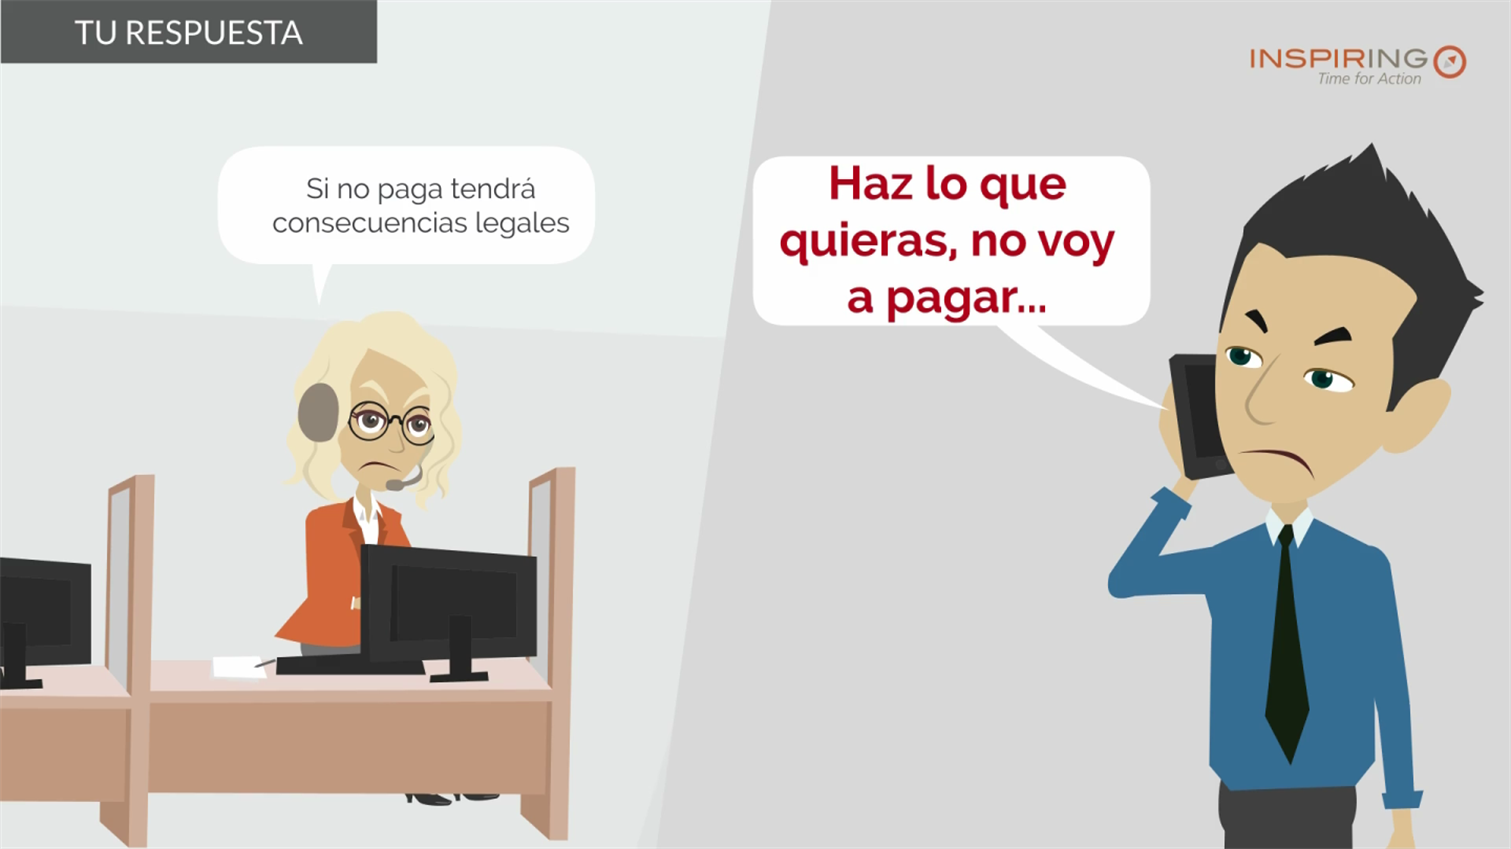 TU RESPUESTA
INSPIRING
Time for Action
Si no paga tendrá
consecuencias legales
Haz lo que
quieras, no voy
a pagar...